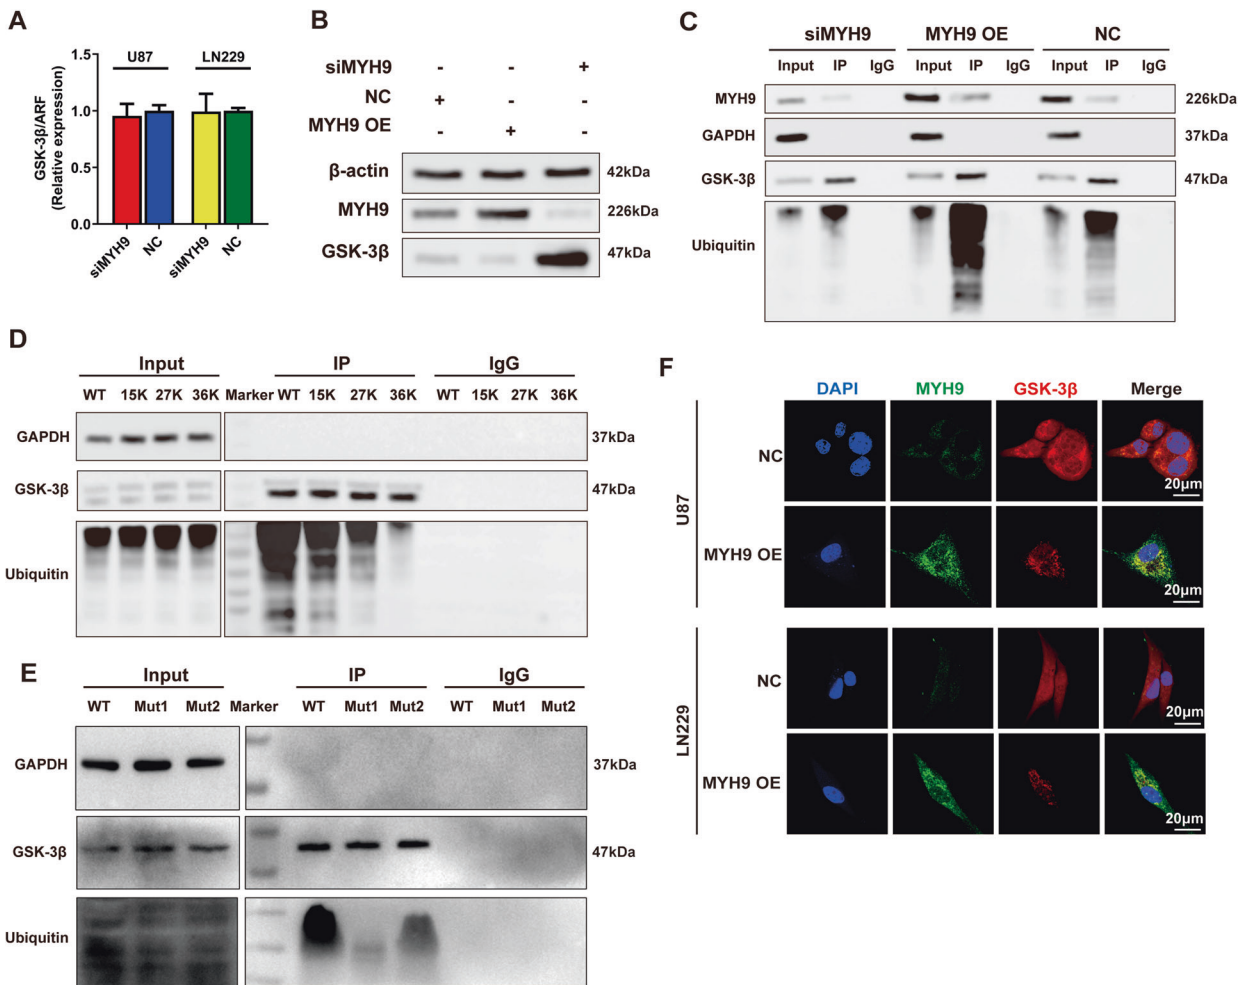 A
1.5
1.0
0.5
0.0
GSK-3β/ARF
(Relative expression)
U87
LN229
siMYH9
NC
siMYH9
NC
B
siMYH9 - - +
NC + - -
MYH9 OE - + -
β-actin 42kDa
MYH9 226kDa
GSK-3β 47kDa
C
siMYH9 MYH9 OE NC
Input IP IgG Input IP IgG Input IP IgG
MYH9 226kDa
GAPDH 37kDa
GSK-3β 47kDa
Ubiquitin
D
Input IP IgG
WT 15K 27K 36K Marker WT 15K 27K 36K WT 15K 27K 36K
GAPDH 37kDa
GSK-3β 47kDa
Ubiquitin
E
Input IP IgG
WT Mut1 Mut2 Marker WT Mut1 Mut2 WT Mut1 Mut2
GAPDH 37kDa
GSK-3β 47kDa
Ubiquitin
F
DAPI MYH9 GSK-3β Merge
U87
NC
20μm
MYH9 OE
20μm
LN229
NC
20μm
MYH9 OE
20μm